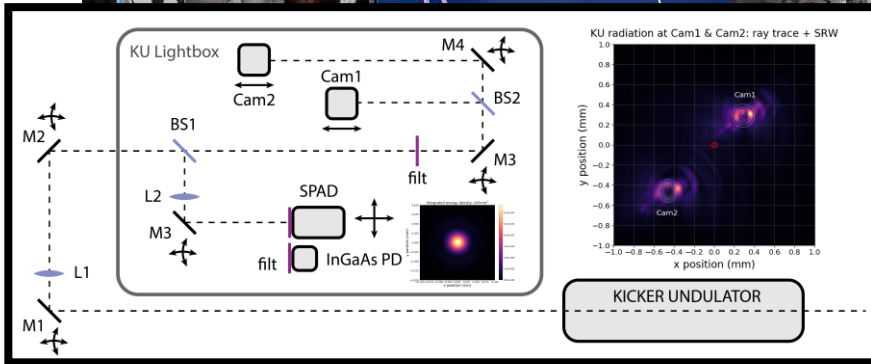 KU Lightbox
M4
Cam2
Cam1
BS2
M2
BS1
M3
filt
L2
SPAD
M3
filt
InGaAs PD
L1
M1
KICKER UNDULATOR
KU radiation at Cam1 & Cam2: ray trace + SRW
y position (mm)
1.0
0.8
0.6
0.4
0.2
0.0
−0.2
−0.4
−0.6
−0.8
−1.0
Cam1
Cam2
−1.0 −0.8 −0.6 −0.4 −0.2 0.0 0.2 0.4 0.6 0.8 1.0
x position (mm)
x position (mm)